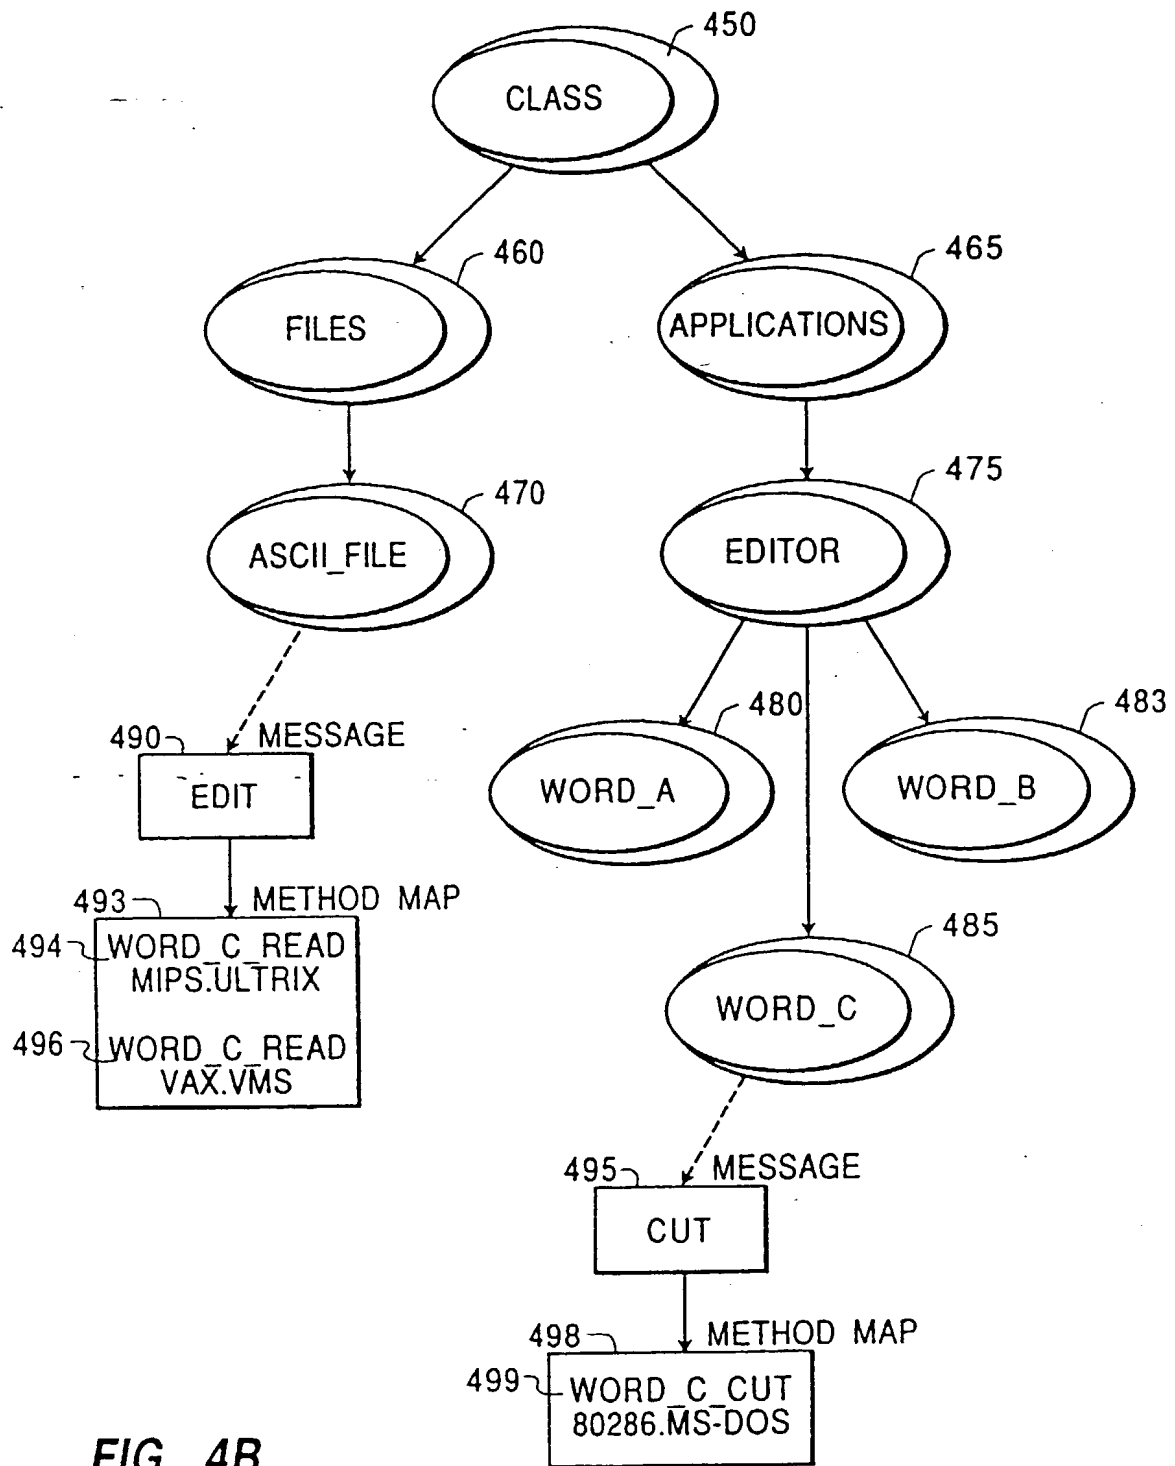 450
CLASS
460
465
FILES
APPLICATIONS
470
475
ASCII_FILE
EDITOR
480
483
490
MESSAGE
EDIT
WORD_A
WORD_B
493
METHOD MAP
494
WORD_C_READ
MIPS.ULTRIX
496
WORD_C_READ
VAX.VMS
485
WORD_C
495
MESSAGE
CUT
498
METHOD MAP
499
WORD_C_CUT
80286.MS-DOS
FIG. 4B